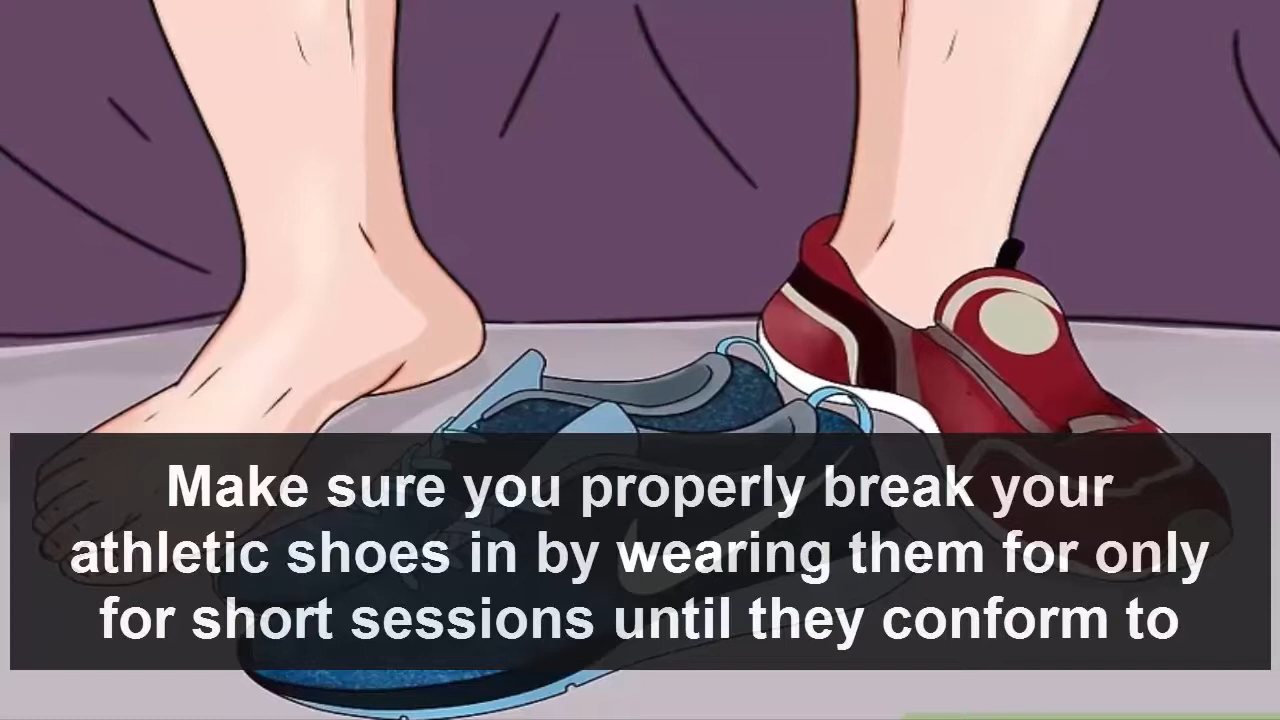 Make sure you properly break your
athletic shoes in by wearing them for only
for short sessions until they conform to